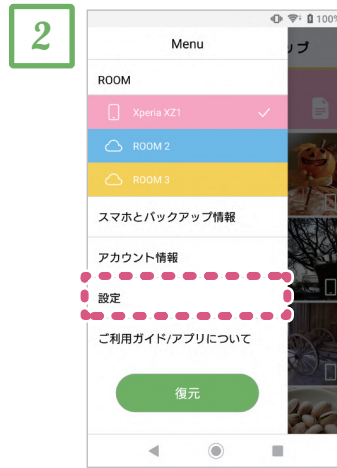 2
100%
Menu
ップ
ROOM
Xperia XZ1
ROOM 2
ROOM 3
スマホとバックアップ情報
アカウント情報
設定
ご利用ガイド/アプリについて
復元